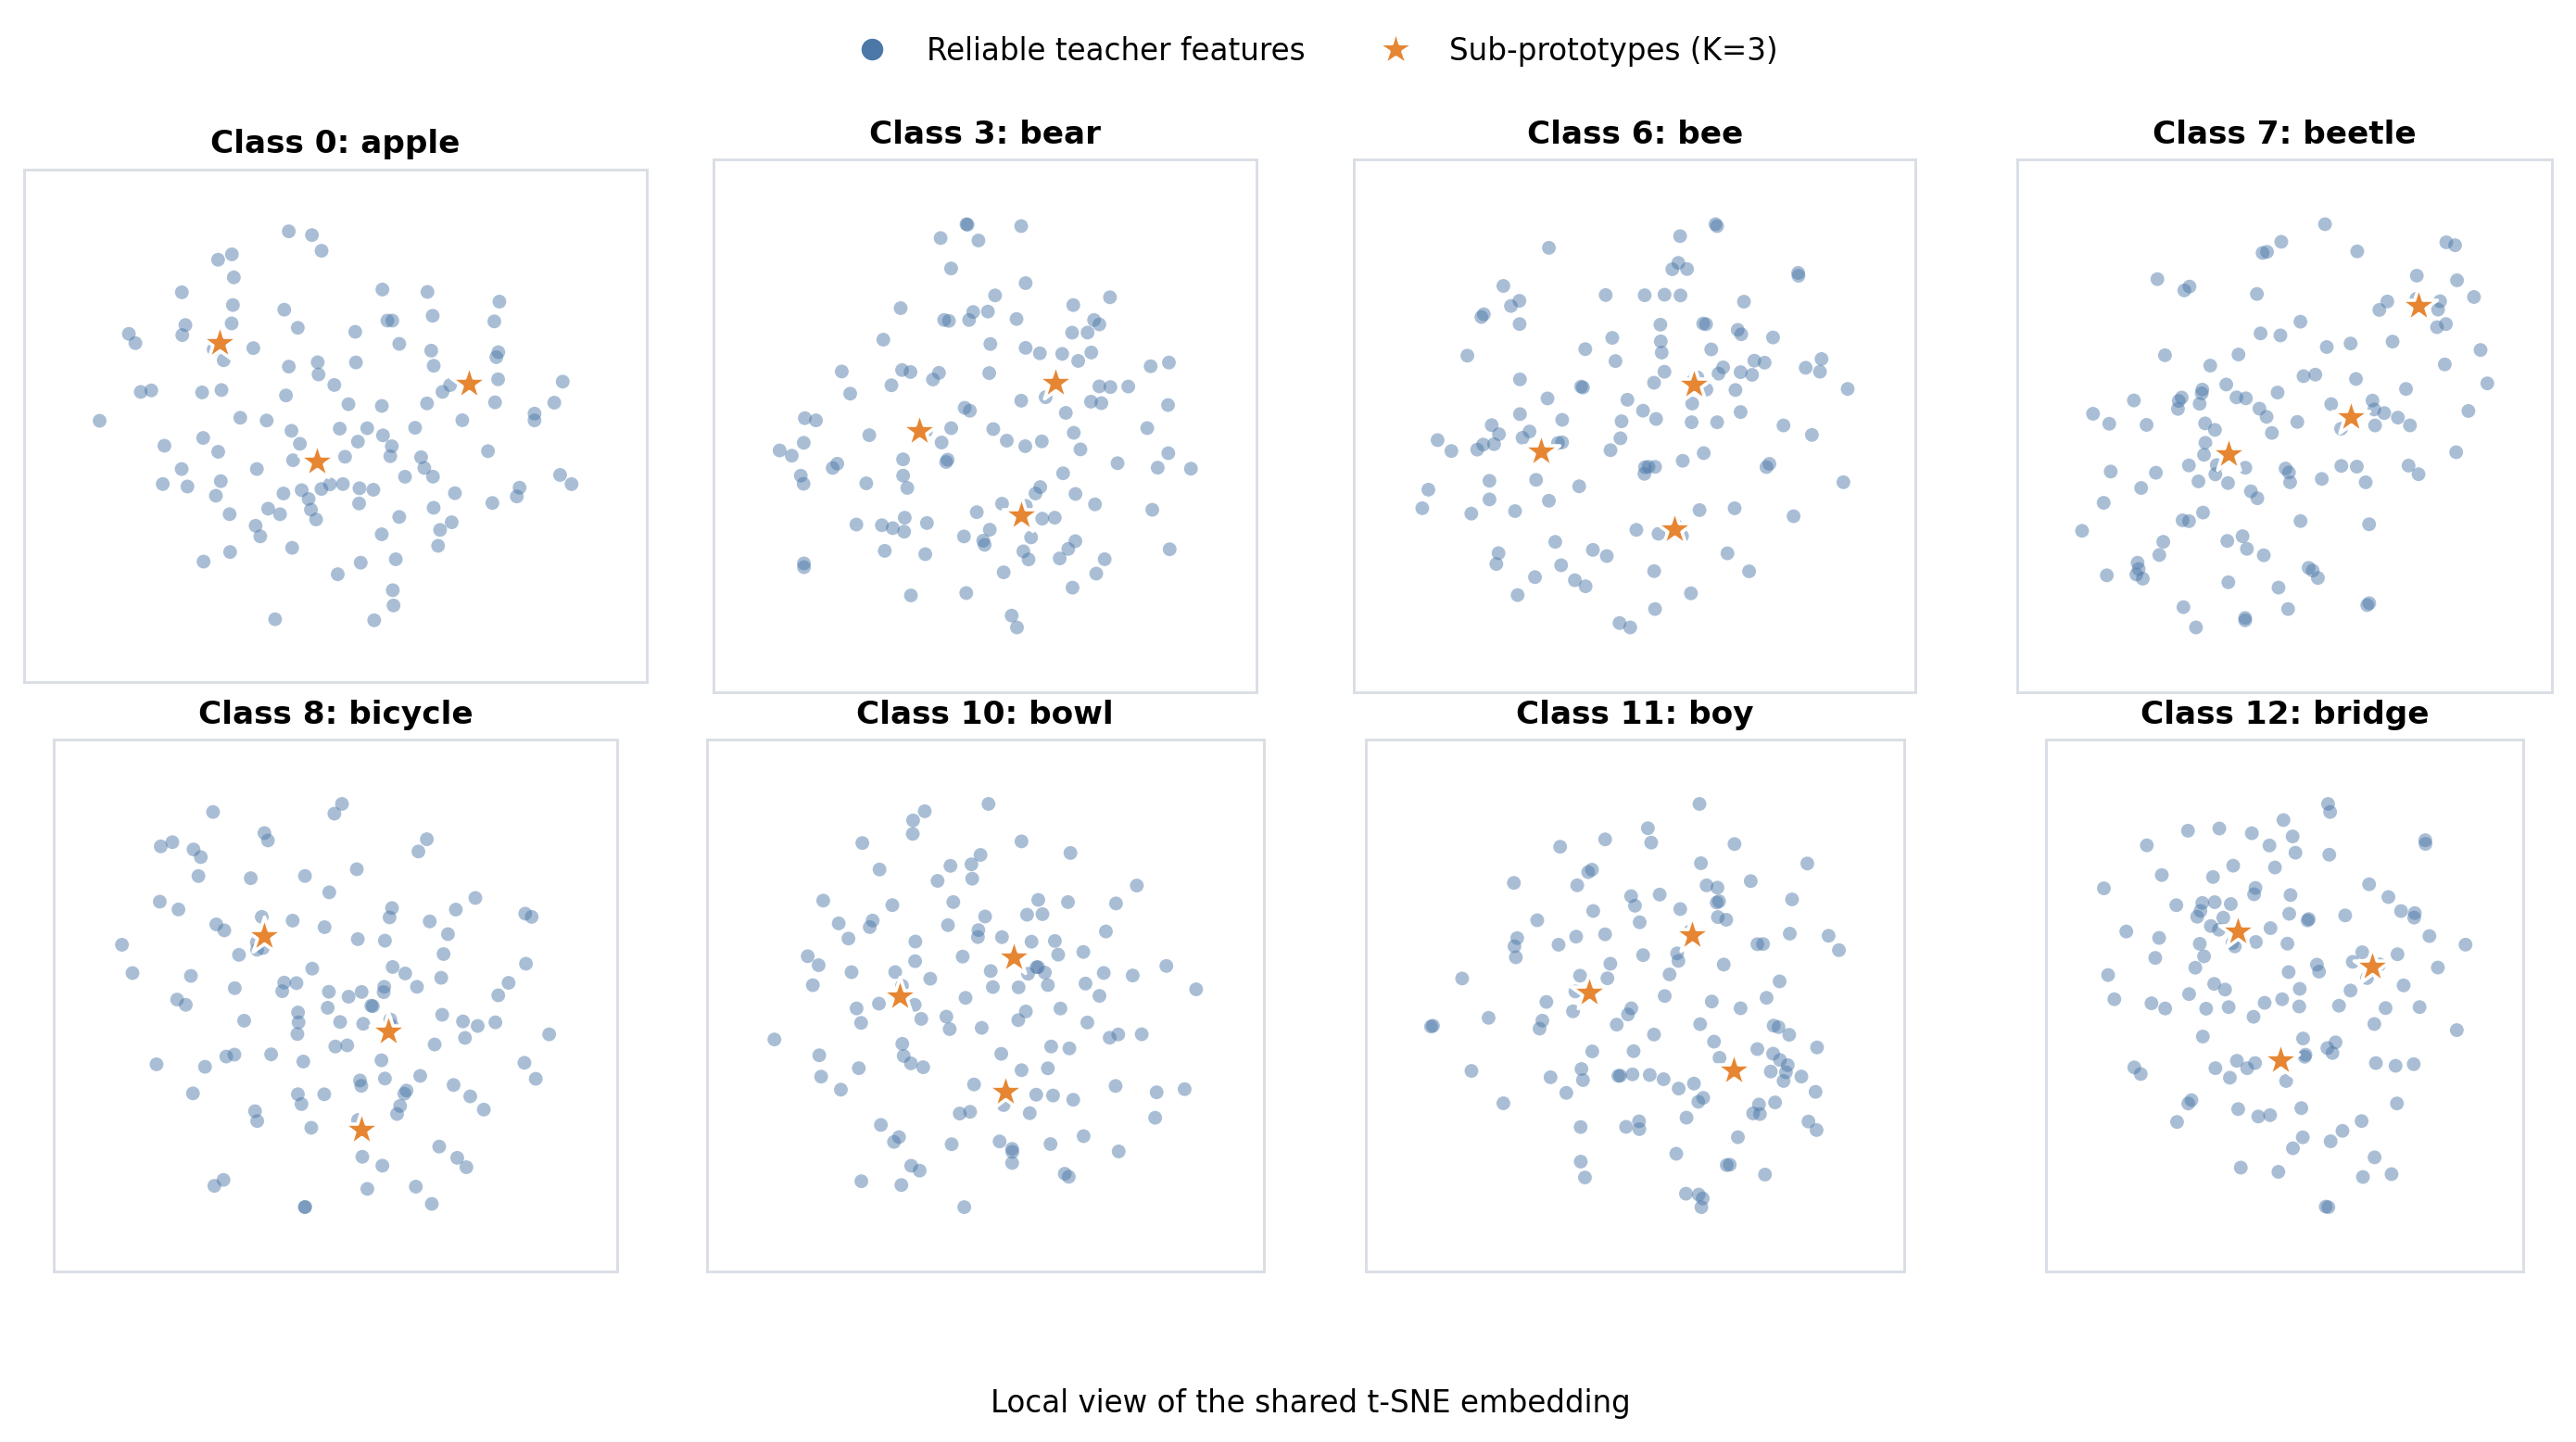 Reliable teacher features
Sub-prototypes (K=3)
Class 0: apple
Class 3: bear
Class 6: bee
Class 7: beetle
Class 8: bicycle
Class 10: bowl
Class 11: boy
Class 12: bridge
Local view of the shared t-SNE embedding